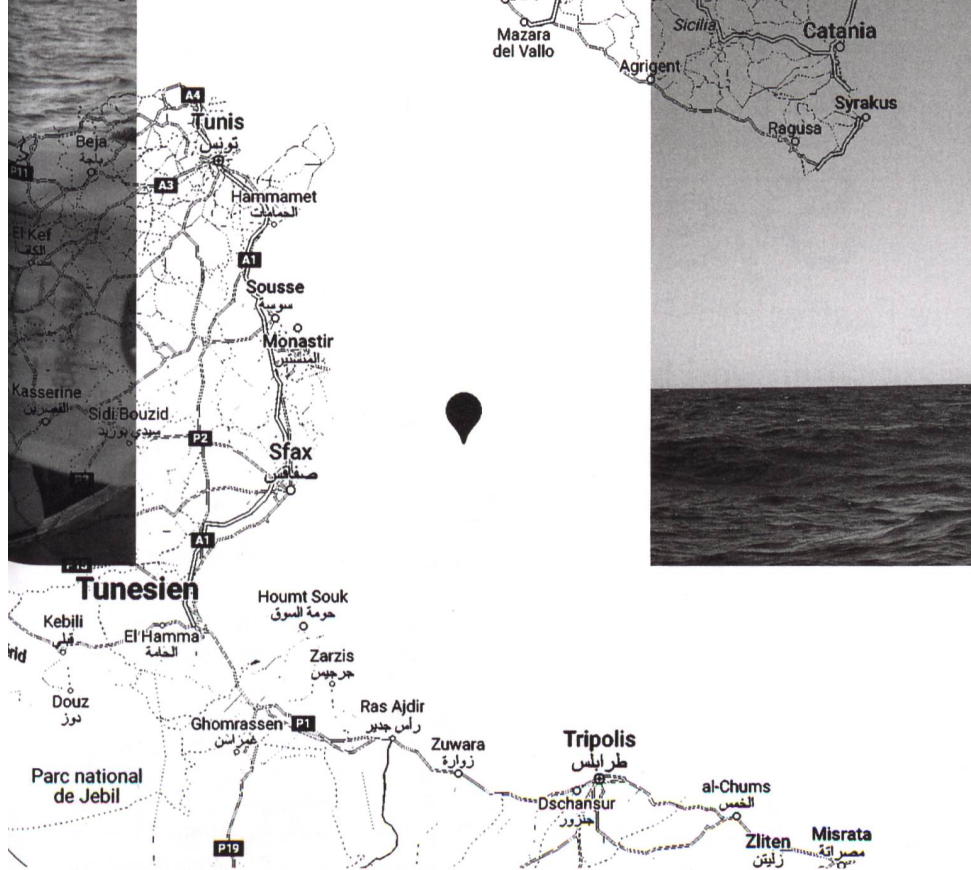 Mazara
del Vallo
Sicilia
Catania
Agrigent
Syrakus
Ragusa
A4
Tunis
تونس
Beja
باجة
P11
A3
Hammamet
الحمامات
El Kef
A1
Sousse
سوسة
Monastir
المنستير
Kasserine
القصرين
Sidi Bouzid
سيدي بوزيد
P2
Sfax
صفاقس
A1
Tunesien
Houmt Souk
حومة السوق
Kebili
قبلي
El Hamma
الحامة
Zarzis
جرجيس
Douz
دوز
Ras Ajdir
رأس جدير
Ghomrassen
غمراسن
P1
Zuwara
زوارة
Tripolis
طرابلس
Parc national
de Jebil
Dschansur
جنزور
al-Chums
الخمس
P19
Zliten
زليتن
Misrata
مصراتة